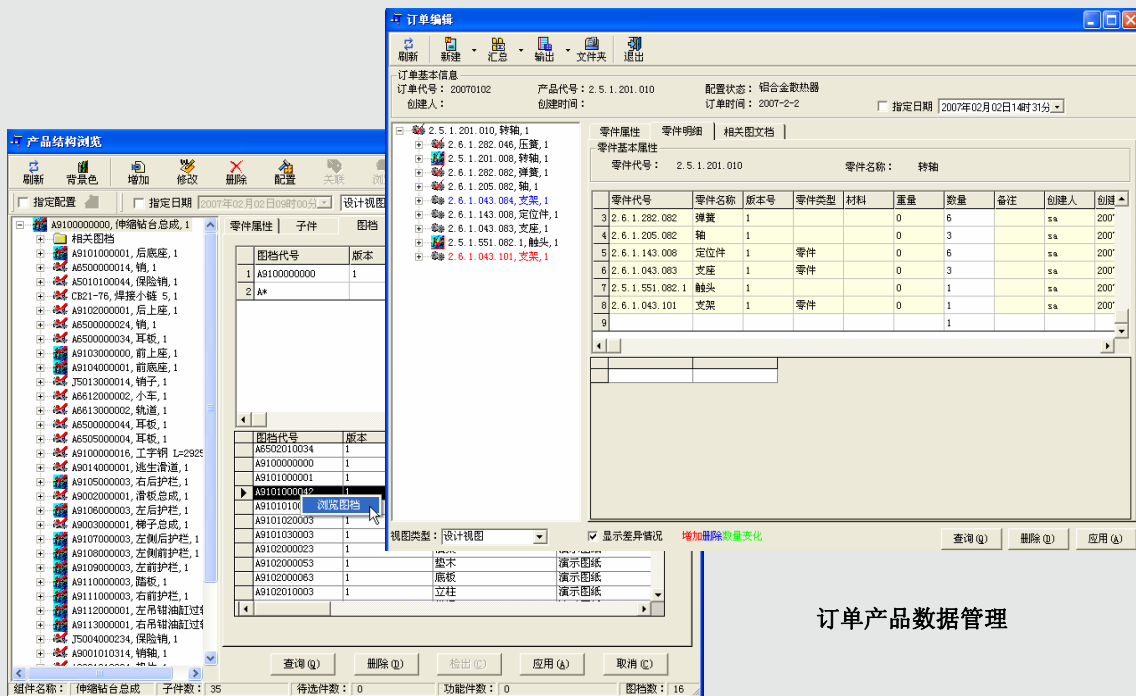 订单编辑
刷新 新建 汇总 输出 文件夹 退出
订单基本信息
订单代号: 20070102 产品代号: 2.5.1.201.010 配置状态: 铝合金散热器
创建人: 创建时间: 订单时间: 2007-2-2 指定日期 2007年02月02日14时31分
2.5.1.201.010,转轴,1
2.6.1.282.046,压簧,1
2.5.1.201.008,转轴,1
2.6.1.282.082,弹簧,1
2.6.1.205.082,轴,1
2.6.1.043.084,支架,1
2.6.1.143.008,定位件,1
2.6.1.043.083,支座,1
2.5.1.551.082.1,触头,1
2.6.1.043.101,支架,1
零件属性 零件明细 相关图文档
零件基本属性
零件代号: 2.5.1.201.010 零件名称: 转轴
零件代号 零件名称 版本号 零件类型 材料 重量 数量 备注 创建人 创建
3 2.6.1.282.082 弹簧 1 0 6 sa 200
4 2.6.1.205.082 轴 1 0 3 sa 200
5 2.6.1.143.008 定位件 1 零件 0 6 sa 200
6 2.6.1.043.083 支座 1 零件 0 3 sa 200
7 2.5.1.551.082.1 触头 1 0 1 sa 200
8 2.6.1.043.101 支架 1 零件 0 1 sa 200
9 1
视图类型: 设计视图 显示差异情况 增加删除数量变化 查询(Q) 删除(D) 应用(A)
产品结构浏览
刷新 背景色 增加 修改 删除 配置 关联
指定配置 指定日期 2007年02月02日09时00分 设计视图
A9100000000,伸缩钻台总成,1
相关图档
A9101000001,后底座,1
A6500000014,销,1
A5010100044,保险销,1
CB21-76,焊接小链 5,1
A9102000001,后上座,1
A6500000024,销,1
A6500000034,耳板,1
A9103000000,前上座,1
A9104000001,前底座,1
J5013000014,销子,1
A6612000002,小车,1
A6613000002,轨道,1
A6500000044,耳板,1
A6505000004,耳板,1
A9100000016,工字钢 L=2925
A9014000001,逃生滑道,1
A9105000003,右后护栏,1
A9002000001,滑板总成,1
A9106000003,左后护栏,1
A9003000001,梯子总成,1
A9107000003,左侧后护栏,1
A9108000003,左侧前护栏,1
A9109000003,左前护栏,1
A9110000003,踏板,1
A9111000003,右前护栏,1
A9112000001,左吊钳油缸过
A9113000001,右吊钳油缸过
J5004000234,保险销,1
A9001010314,销轴,1
零件属性 子件 图档
图档代号 版本
1 A9100000000 1
2 A*
图档代号 版本
A6502010034 1
A9100000000 1
A9101000001 1
A9101000042 1
浏览图档
A9101020003 1
A9101030003 1
A9102000023 1
A9102000053 1 垫木 演示图纸
A9102000063 1 底板 演示图纸
A9102010003 1 立柱 演示图纸
查询(Q) 删除(D) 检出(C) 应用(A) 取消(C)
组件名称: 伸缩钻台总成 子件数: 35 待选件数: 0 功能件数: 0 图档数: 16
订单产品数据管理